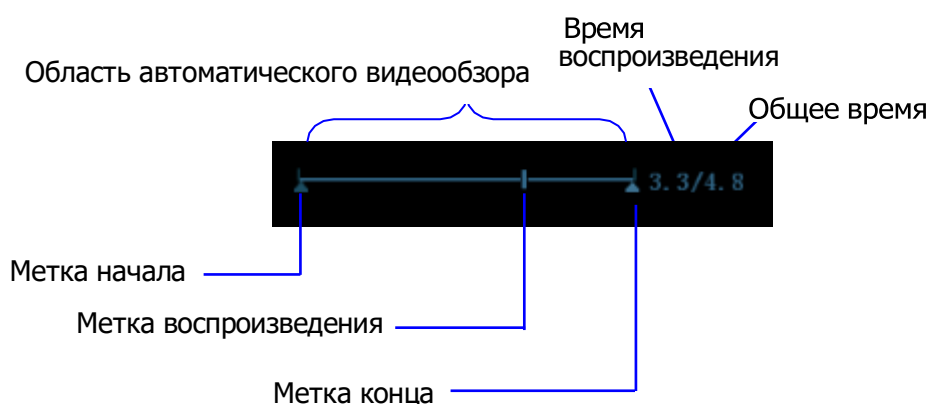 Время
воспроизведения
Область автоматического видеообзора
Общее время
3.3/4.8
Метка начала
Метка воспроизведения
Метка конца